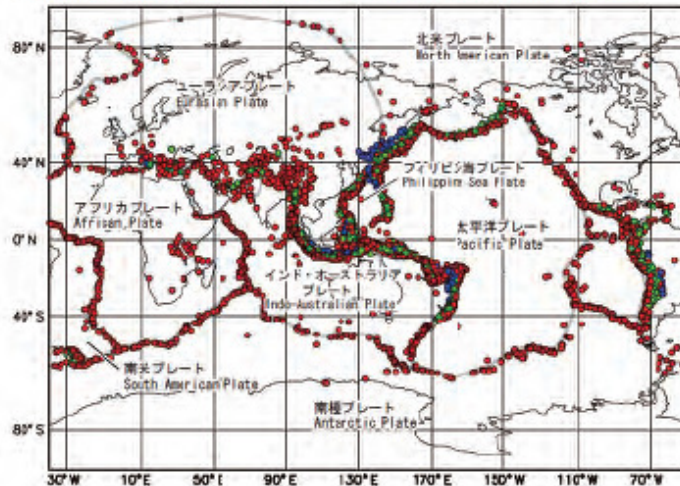 80°N
40°N
0°N
40°S
80°S
北米プレート
North American Plate
ユーラシアプレート
Eurasian Plate
フィリピン海プレート
Philippine Sea Plate
アフリカプレート
African Plate
太平洋プレート
Pacific Plate
インド・オーストラリア
プレート
Indo-Australian Plate
南米プレート
South American Plate
南極プレート
Antarctic Plate
30°W 10°E 50°E 90°E 130°E 170°E 150°W 110°W 70°W